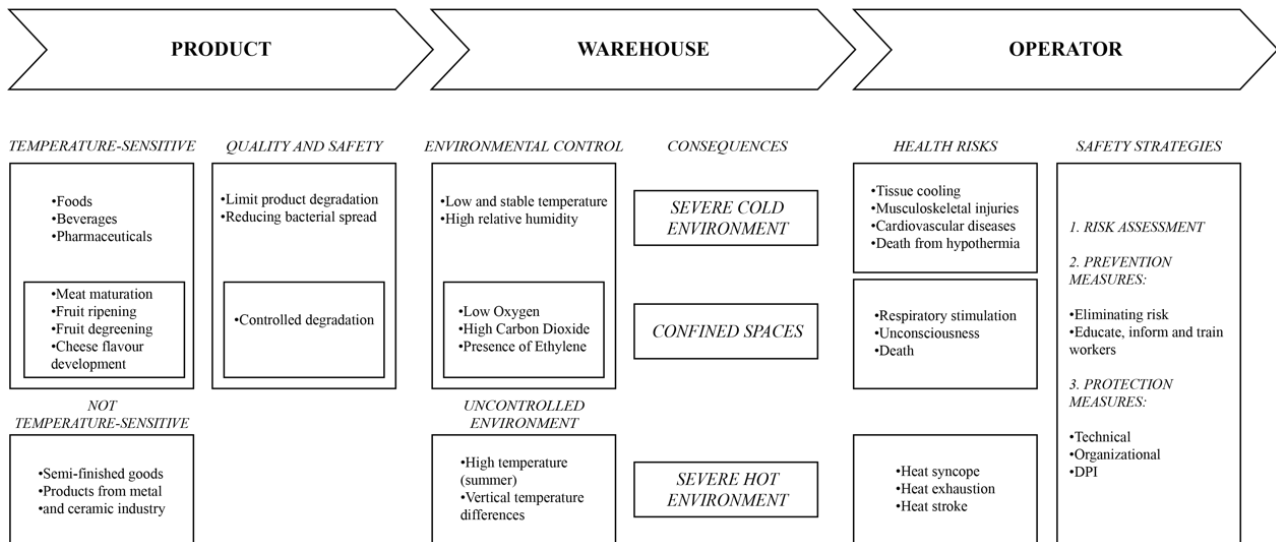 PRODUCT
WAREHOUSE
OPERATOR
TEMPERATURE-SENSITIVE
•Foods
•Beverages
•Pharmaceuticals
•Meat maturation
•Fruit ripening
•Fruit degreening
•Cheese flavour
development
NOT
TEMPERATURE-SENSITIVE
•Semi-finished goods
•Products from metal
•and ceramic industry
QUALITY AND SAFETY
•Limit product degradation
•Reducing bacterial spread
•Controlled degradation
ENVIRONMENTAL CONTROL
•Low and stable temperature
•High relative humidity
•Low Oxygen
•High Carbon Dioxide
•Presence of Ethylene
UNCONTROLLED
ENVIRONMENT
•High temperature
(summer)
•Vertical temperature
differences
CONSEQUENCES
SEVERE COLD
ENVIRONMENT
CONFINED SPACES
SEVERE HOT
ENVIRONMENT
HEALTH RISKS
•Tissue cooling
•Musculoskeletal injuries
•Cardiovascular diseases
•Death from hypothermia
•Respiratory stimulation
•Unconsciousness
•Death
•Heat syncope
•Heat exhaustion
•Heat stroke
SAFETY STRATEGIES
1. RISK ASSESSMENT
2. PREVENTION
MEASURES:
•Eliminating risk
•Educate, inform and train
workers
3. PROTECTION
MEASURES:
•Technical
•Organizational
•DPI